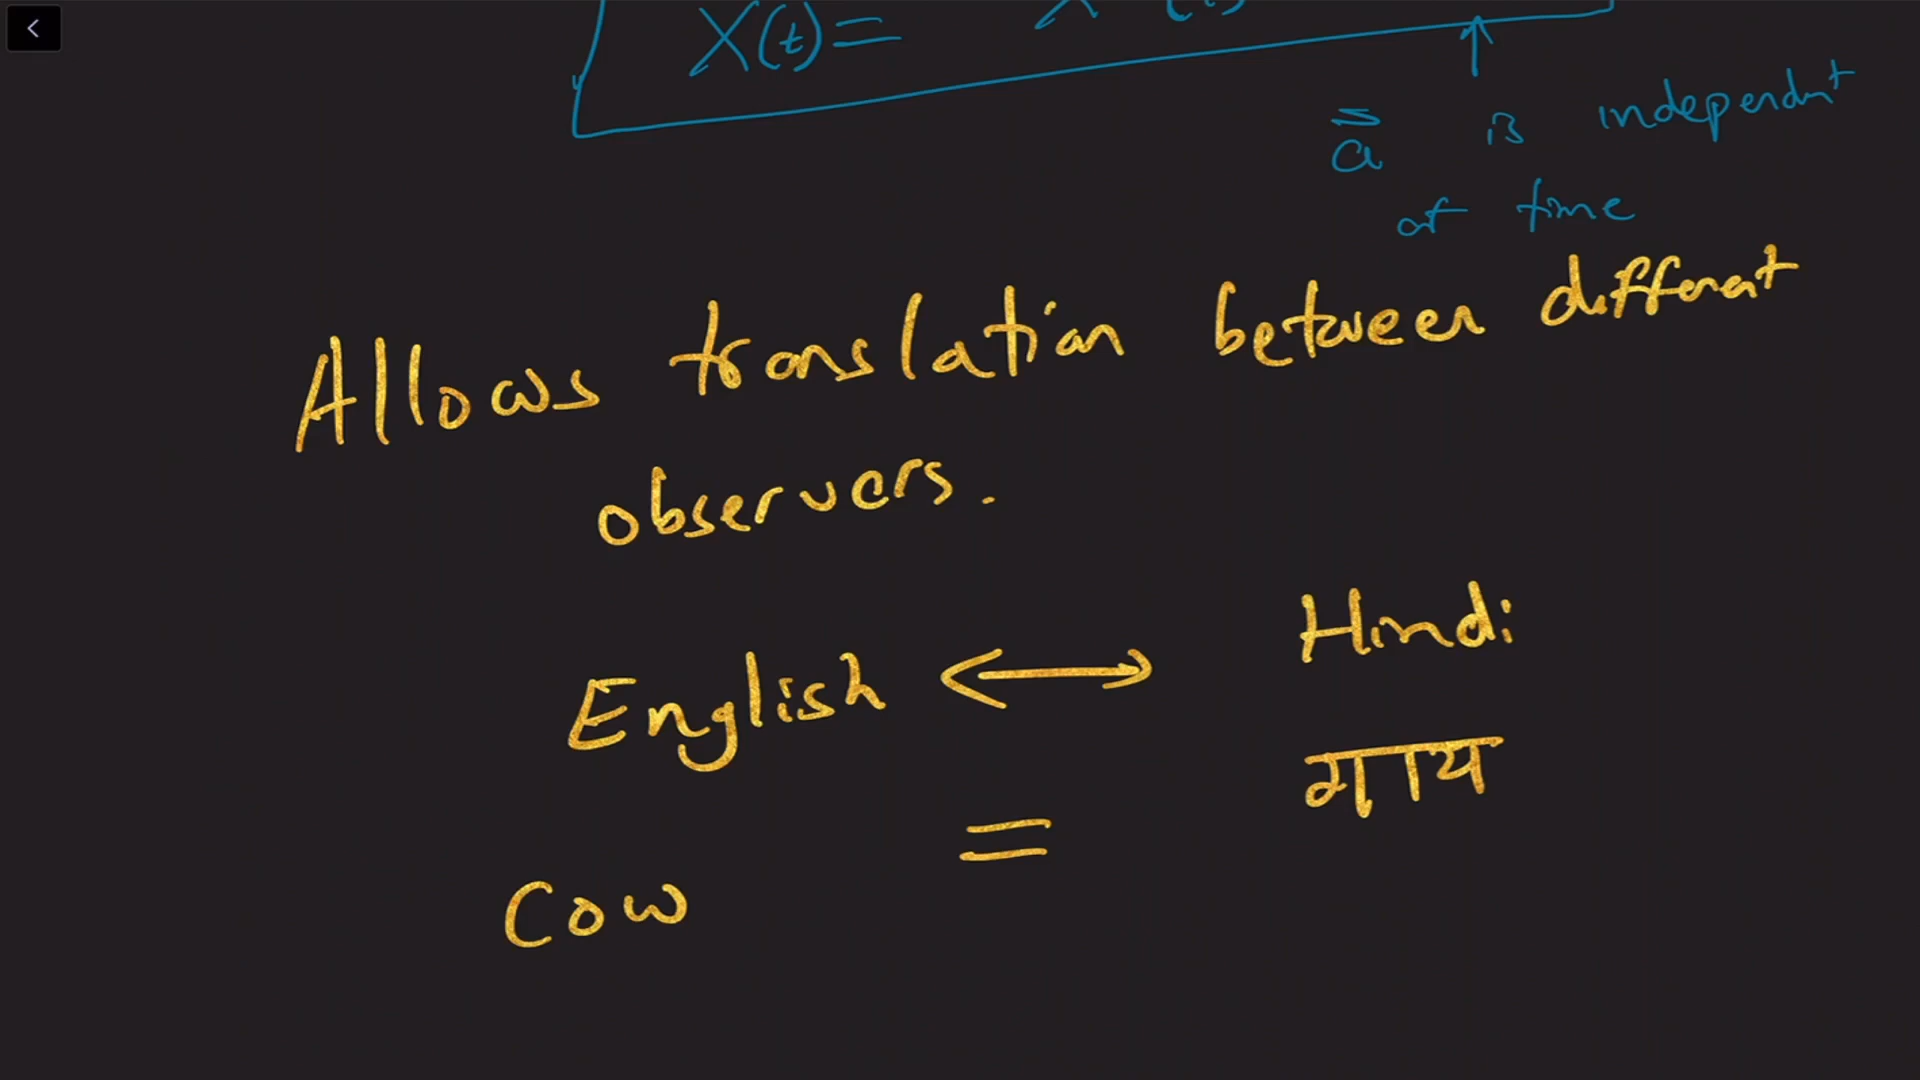 X(t) =
a is independent
of time
Allows translation between different
observers.
English ⟷ Hindi
गाय
=
Cow